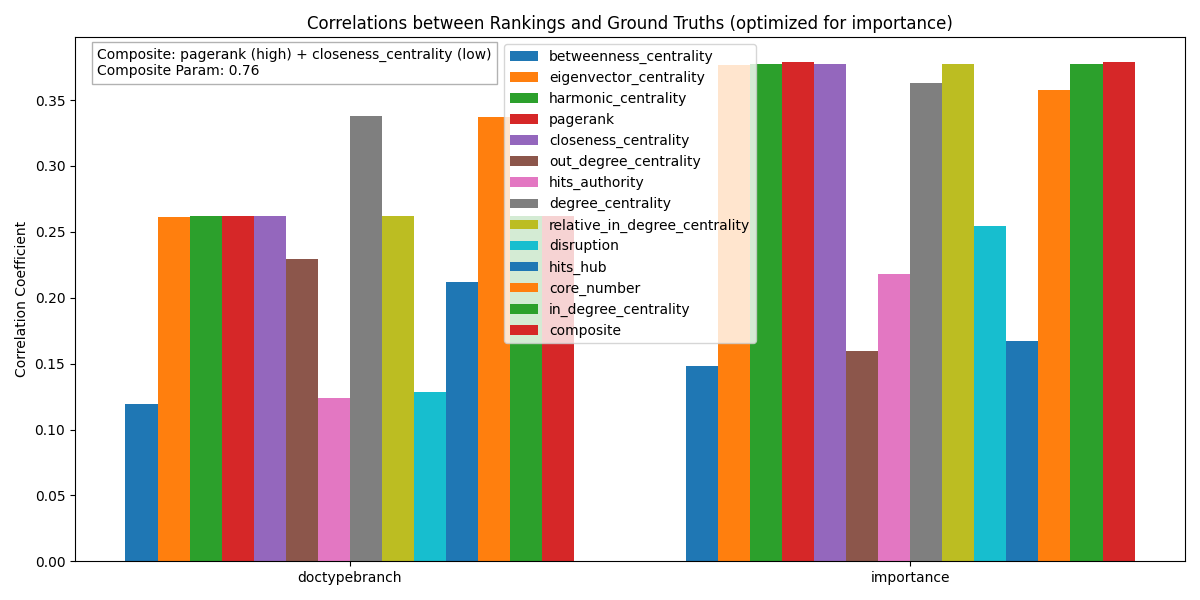 Correlations between Rankings and Ground Truths (optimized for importance)
Composite: pagerank (high) + closeness_centrality (low)
Composite Param: 0.76
betweenness_centrality
eigenvector_centrality
harmonic_centrality
pagerank
closeness_centrality
out_degree_centrality
hits_authority
degree_centrality
relative_in_degree_centrality
disruption
hits_hub
core_number
in_degree_centrality
composite
Correlation Coefficient
0.35
0.30
0.25
0.20
0.15
0.10
0.05
0.00
doctypebranch
importance